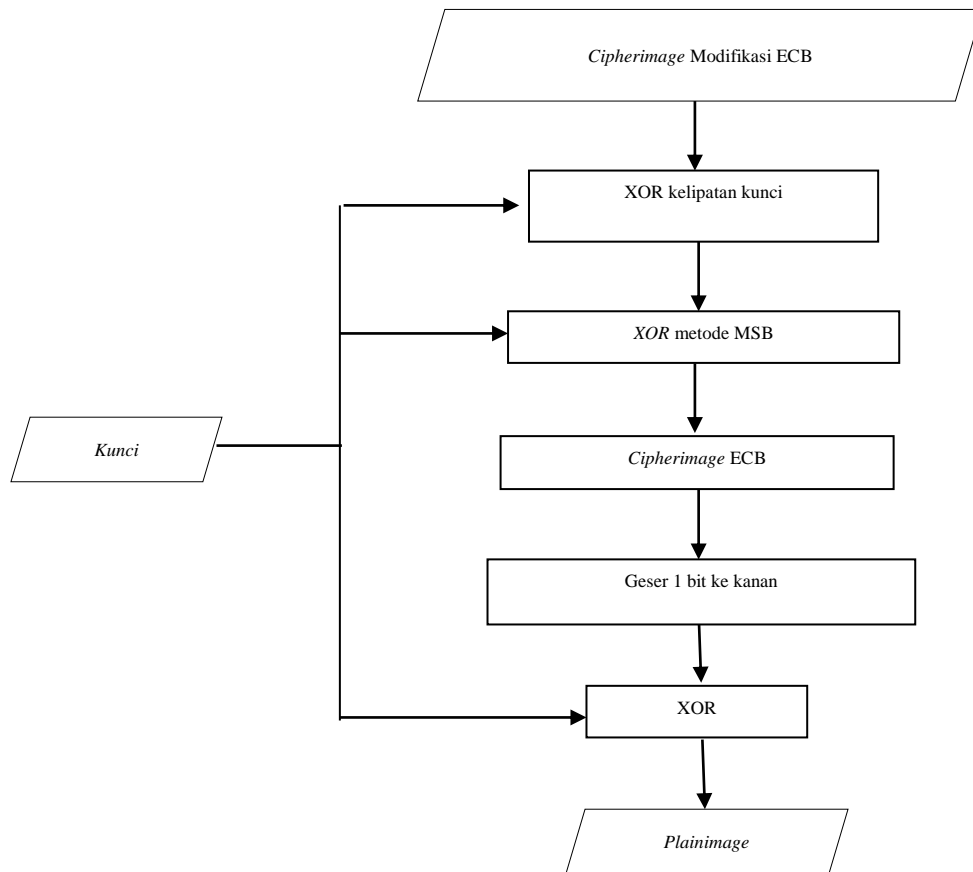 Cipherimage Modifikasi ECB
XOR kelipatan kunci
XOR metode MSB
Kunci
Cipherimage ECB
Geser 1 bit ke kanan
XOR
Plainimage